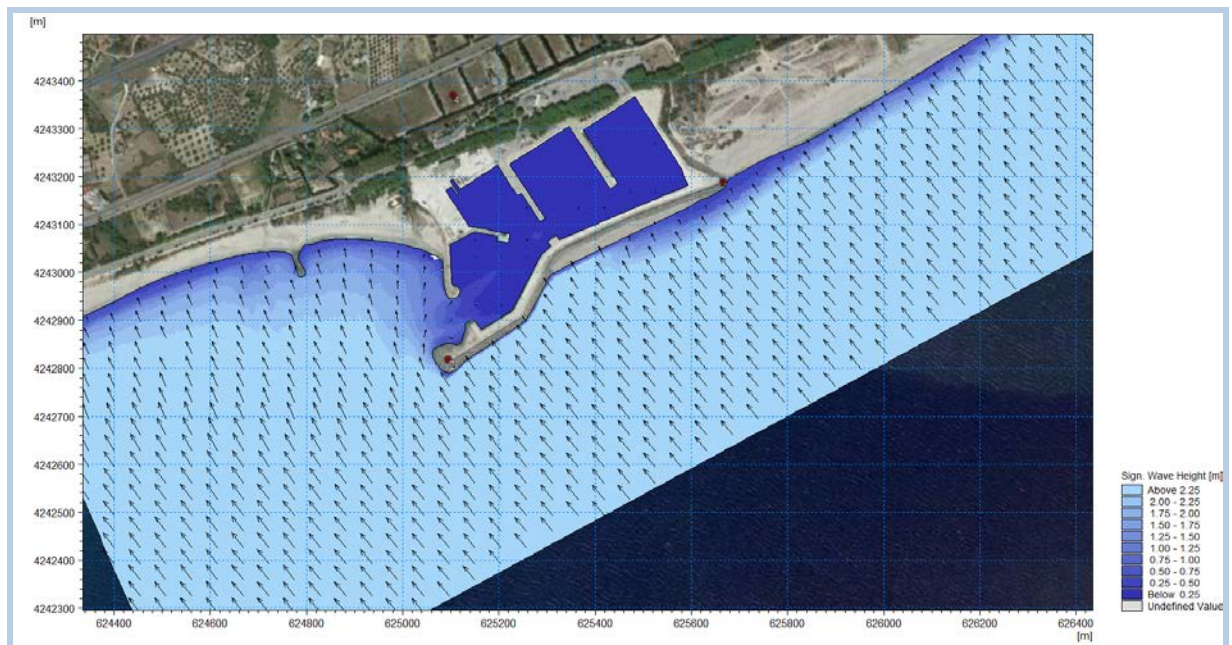 [m]
4243400
4243300
4243200
4243100
4243000
4242900
4242800
4242700
4242600
4242500
4242400
4242300
624400 624600 624800 625000 625200 625400 625600 625800 626000 626200 626400
[m]
Sign. Wave Height [m]
Above 2.25
2.00 - 2.25
1.75 - 2.00
1.50 - 1.75
1.25 - 1.50
1.00 - 1.25
0.75 - 1.00
0.50 - 0.75
0.25 - 0.50
Below 0.25
Undefined Value